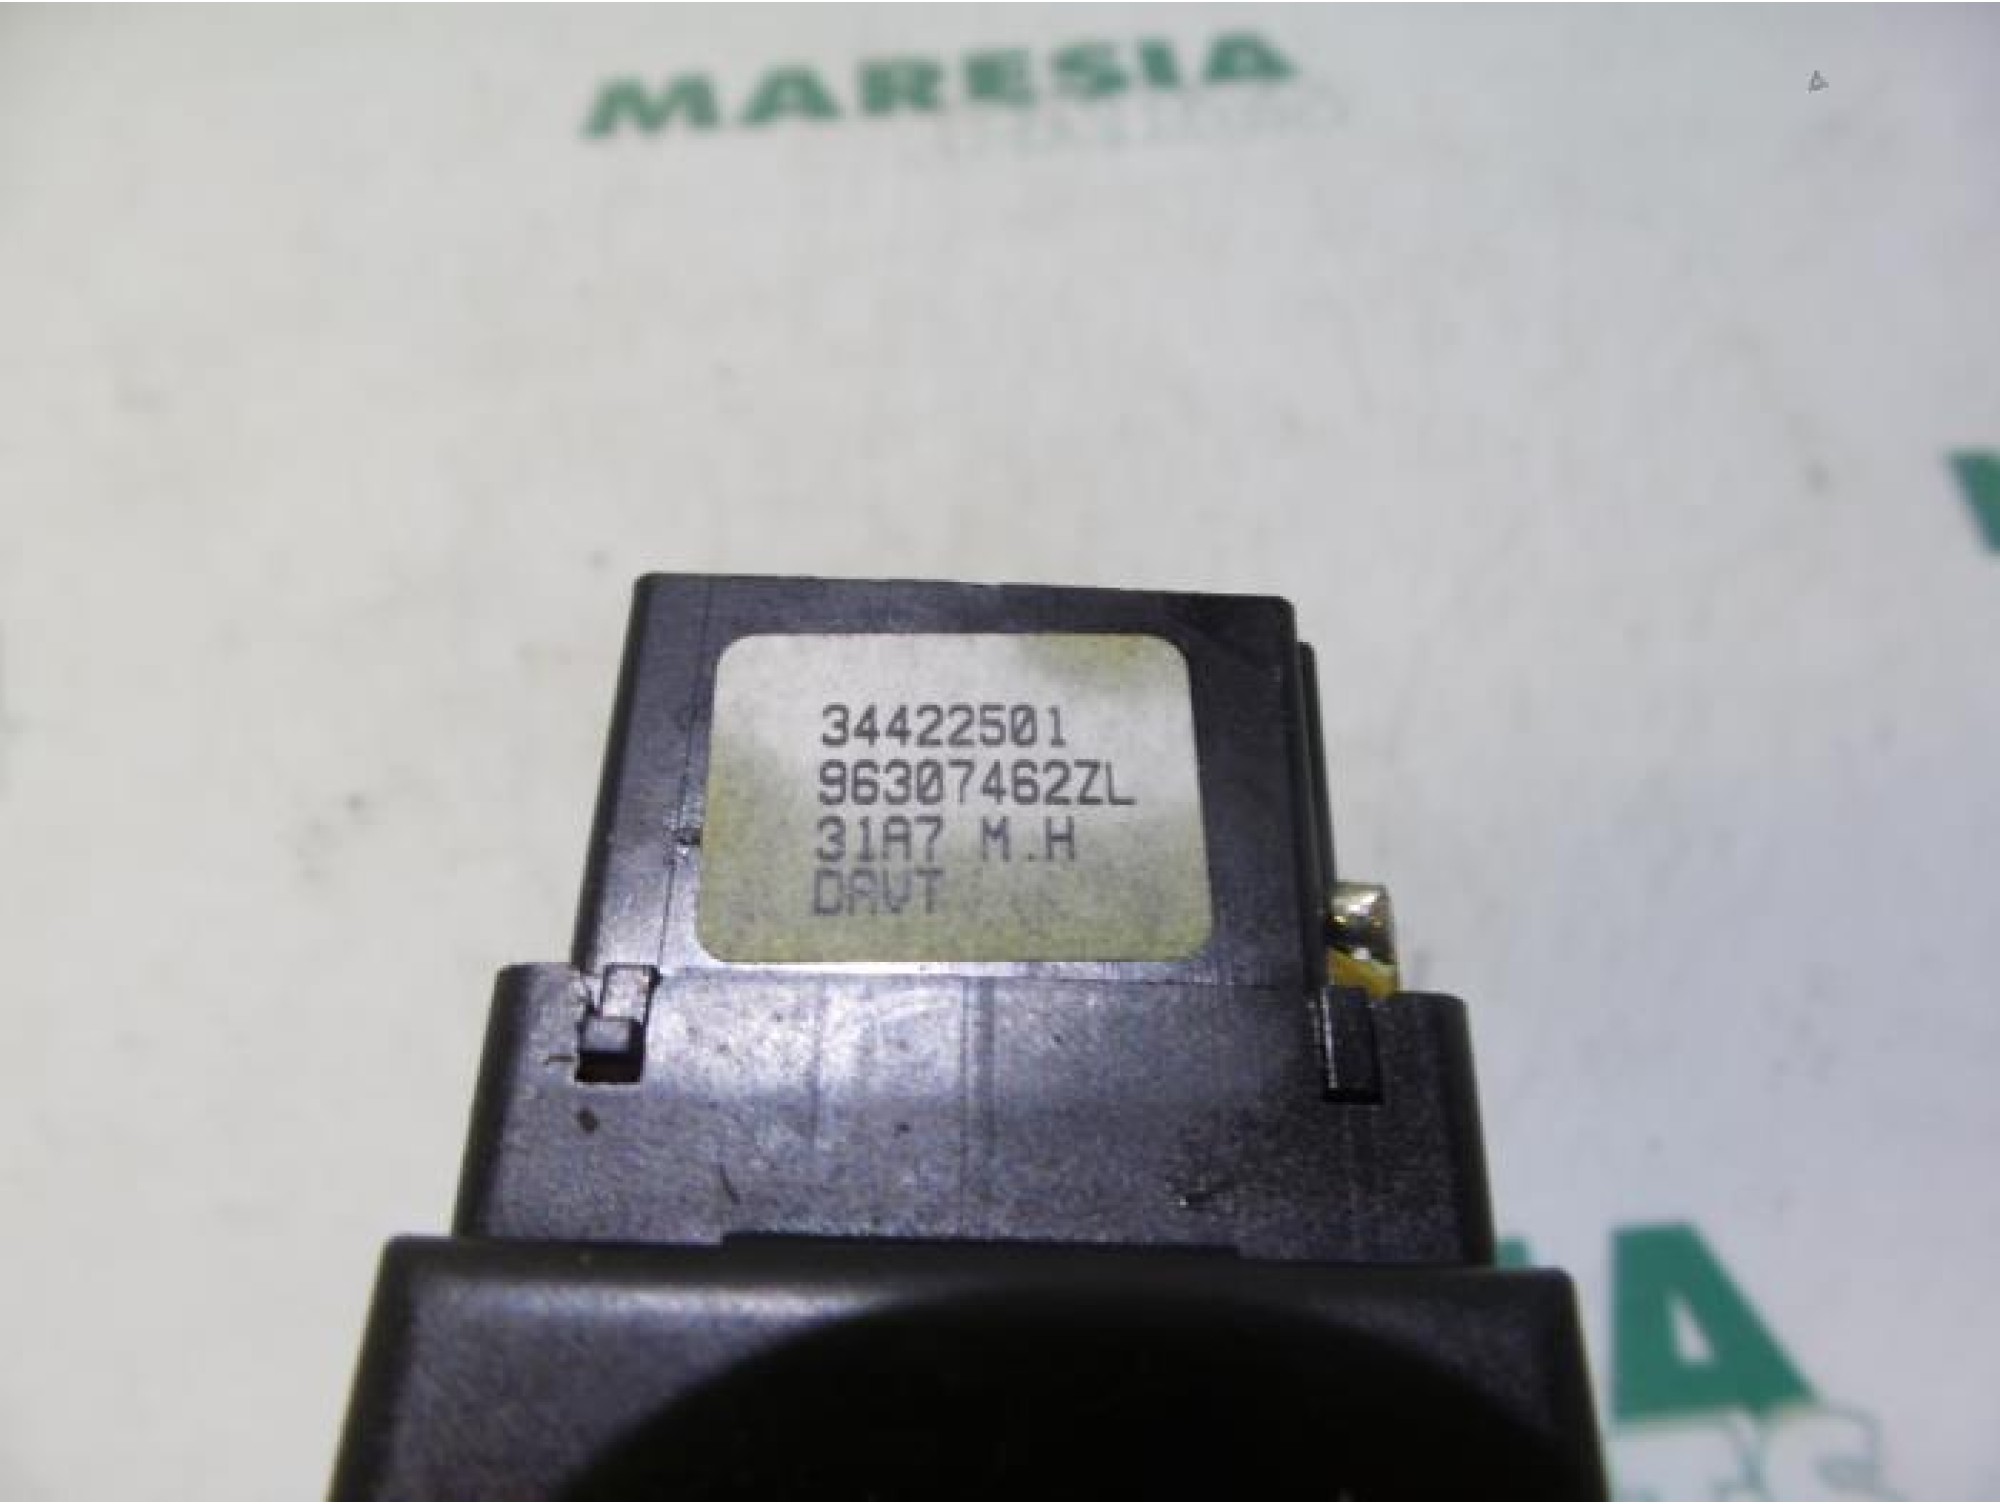 MARESIA
34422501
96307462ZL
31A7 M.H
DAVT